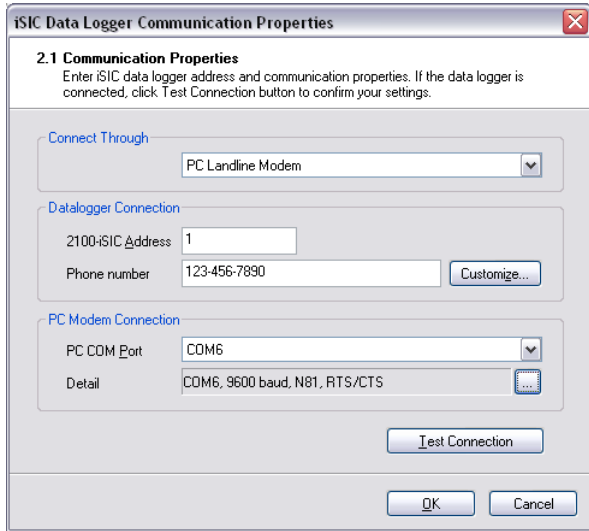 iSIC Data Logger Communication Properties
2.1 Communication Properties
Enter iSIC data logger address and communication properties. If the data logger is
connected, click Test Connection button to confirm your settings.
Connect Through
PC Landline Modem
Datalogger Connection
2100-iSIC Address 1
Phone number 123-456-7890 Customize...
PC Modem Connection
PC COM Port COM6
Detail COM6, 9600 baud, N81, RTS/CTS ...
Test Connection
OK Cancel